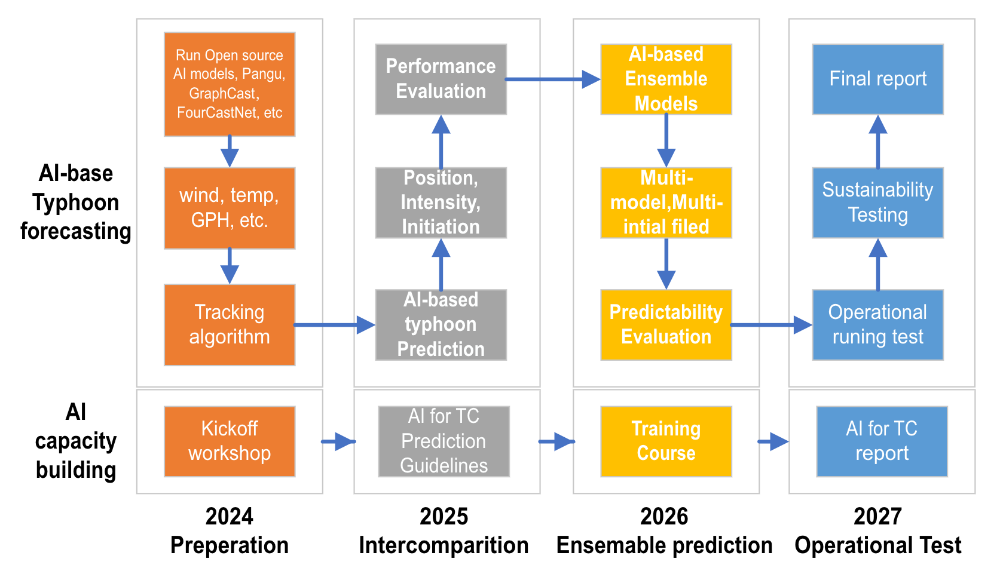 AI-base
Typhoon
forecasting
Run Open source
AI models, Pangu,
GraphCast,
FourCastNet, etc
wind, temp,
GPH, etc.
Tracking
algorithm
Performance
Evaluation
Position,
Intensity,
Initiation
AI-based
typhoon
Prediction
AI-based
Ensemble
Models
Multi-
model,Multi-
intial filed
Predictability
Evaluation
Final report
Sustainability
Testing
Operational
runing test
AI
capacity
building
Kickoff
workshop
AI for TC
Prediction
Guidelines
Training
Course
AI for TC
report
2024
Preperation
2025
Intercomparition
2026
Ensemable prediction
2027
Operational Test